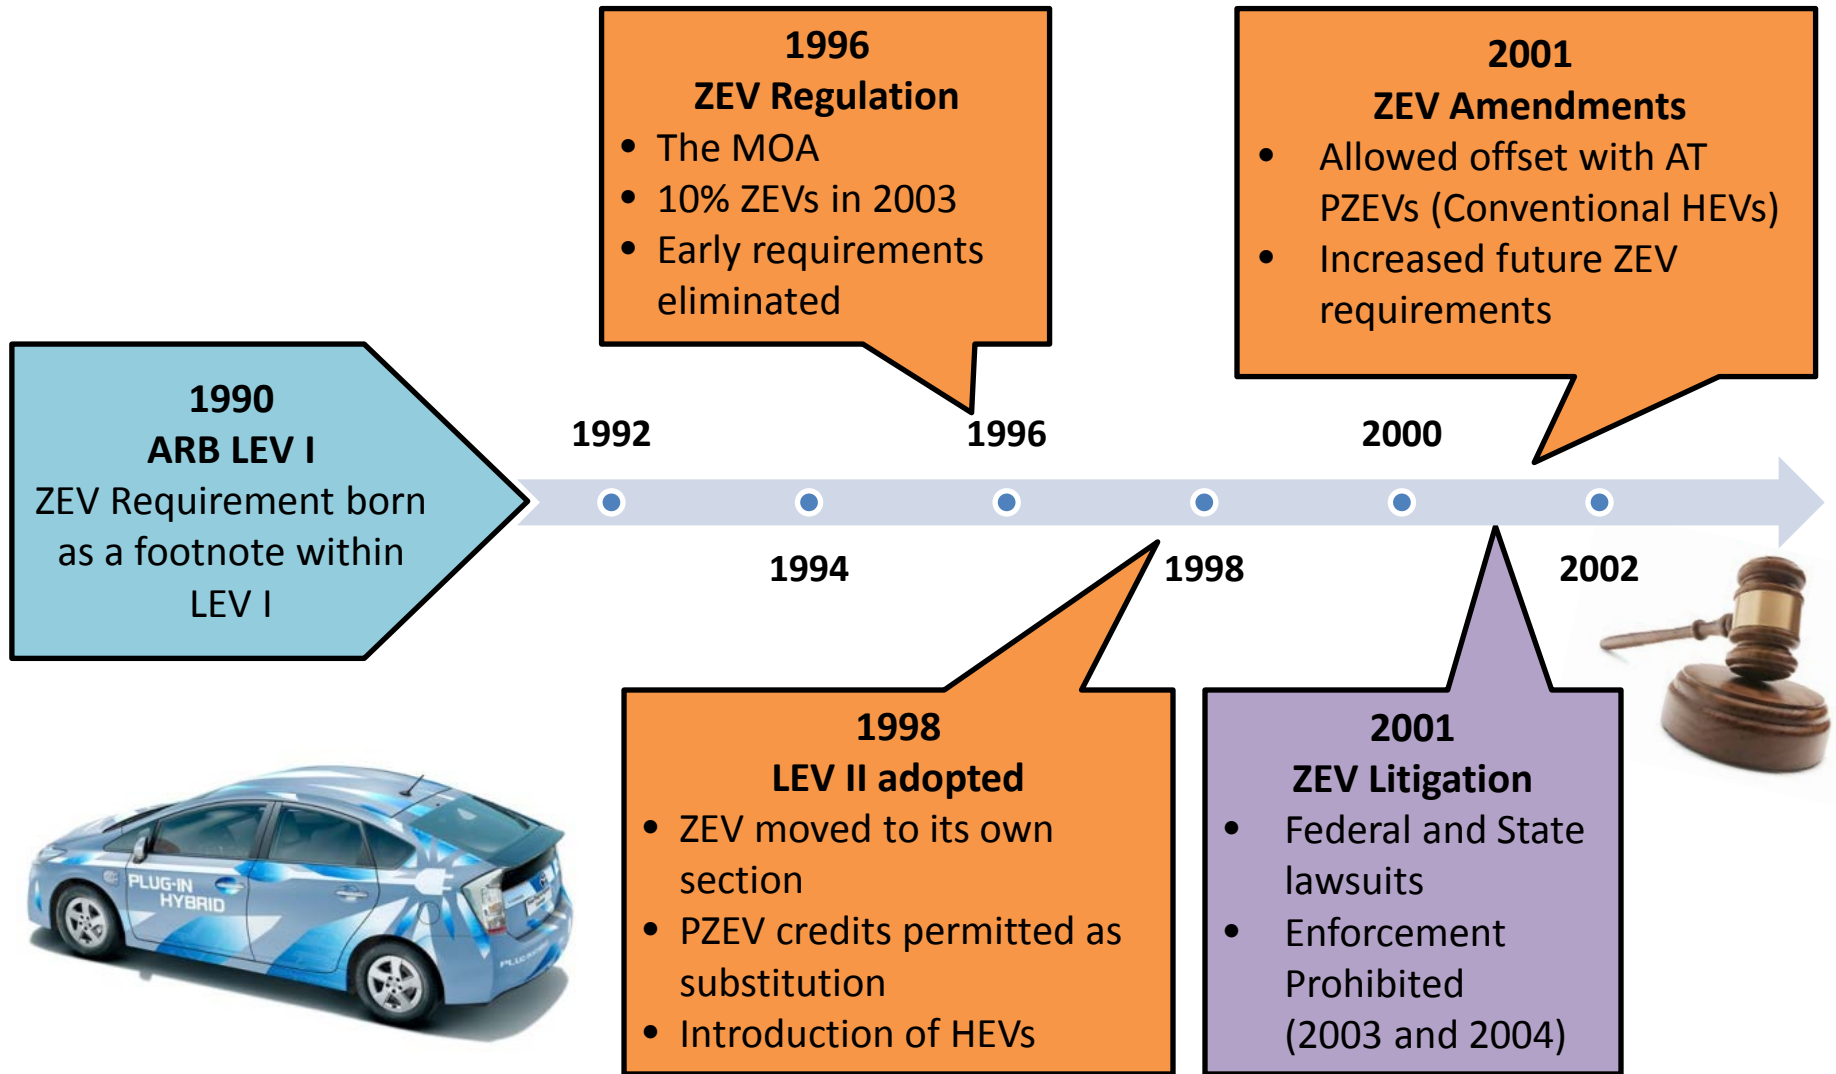 1996
ZEV Regulation
• The MOA
• 10% ZEVs in 2003
• Early requirements
eliminated
2001
ZEV Amendments
• Allowed offset with AT
PZEVs (Conventional HEVs)
• Increased future ZEV
requirements
1990
ARB LEV I
ZEV Requirement born
as a footnote within
LEV I
1992
1996
2000
1994
1998
2002
1998
LEV II adopted
• ZEV moved to its own
section
• PZEV credits permitted as
substitution
• Introduction of HEVs
2001
ZEV Litigation
• Federal and State
lawsuits
• Enforcement
Prohibited
(2003 and 2004)
PLUG-IN
HYBRID